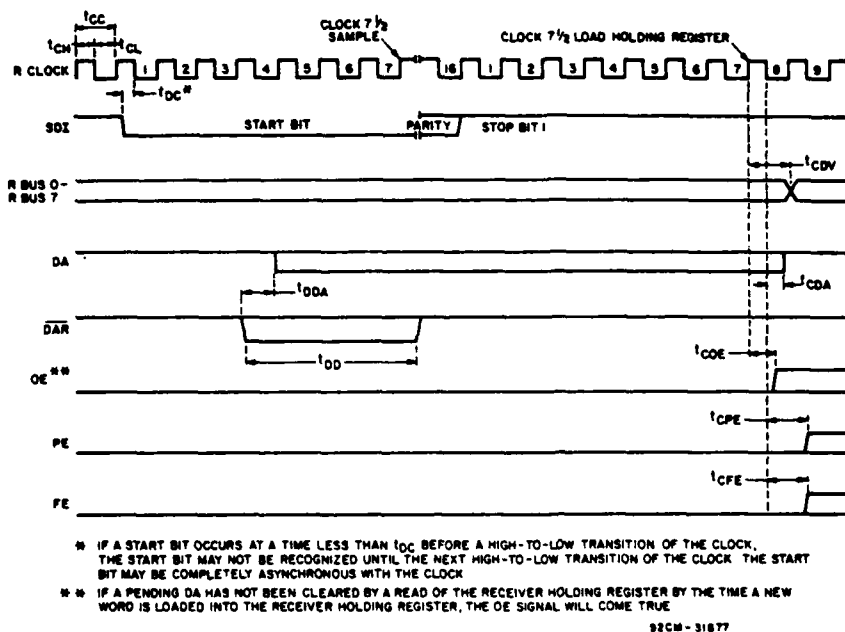 tCC
tCH tCL
CLOCK 7 1/2
SAMPLE
CLOCK 7 1/2 LOAD HOLDING REGISTER
R CLOCK 1 2 3 4 5 6 7 16 1 2 3 4 5 6 7 8 9
tDC*
SDI START BIT PARITY STOP BIT 1
tCDV
R BUS 0-
R BUS 7
DA
tDDA tCDA
DAR
tDD
tCOE
OE**
tCPE
PE
tCFE
FE
* IF A START BIT OCCURS AT A TIME LESS THAN tDC BEFORE A HIGH-TO-LOW TRANSITION OF THE CLOCK,
THE START BIT MAY NOT BE RECOGNIZED UNTIL THE NEXT HIGH-TO-LOW TRANSITION OF THE CLOCK THE START
BIT MAY BE COMPLETELY ASYNCHRONOUS WITH THE CLOCK
** IF A PENDING DA HAS NOT BEEN CLEARED BY A READ OF THE RECEIVER HOLDING REGISTER BY THE TIME A NEW
WORD IS LOADED INTO THE RECEIVER HOLDING REGISTER, THE OE SIGNAL WILL COME TRUE
92CM-31877